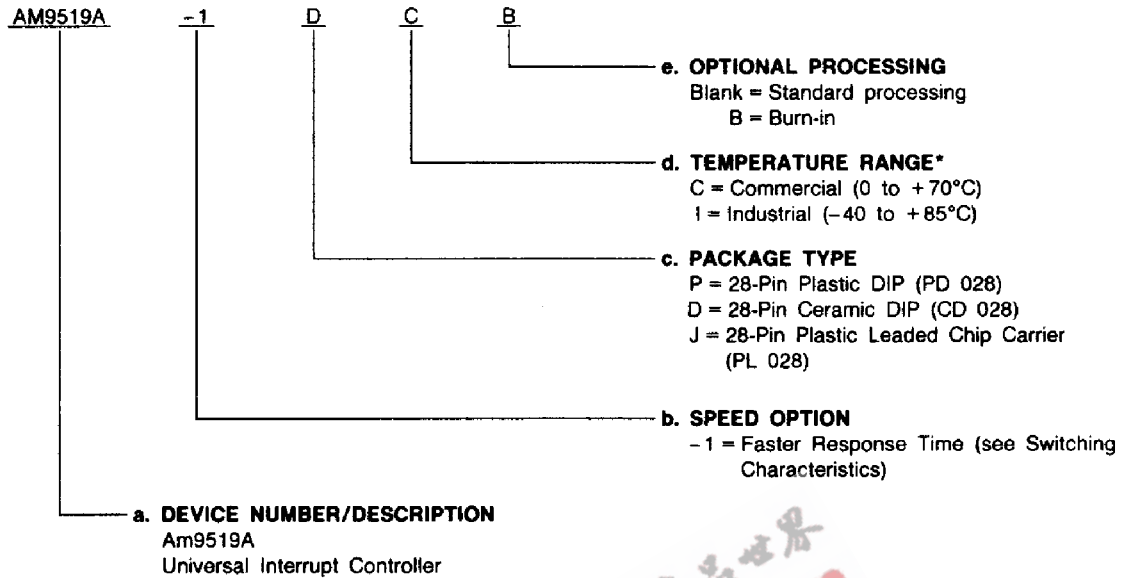 AM9519A -1 D C B
e. OPTIONAL PROCESSING
Blank = Standard processing
B = Burn-in
d. TEMPERATURE RANGE*
C = Commercial (0 to +70°C)
I = Industrial (-40 to +85°C)
c. PACKAGE TYPE
P = 28-Pin Plastic DIP (PD 028)
D = 28-Pin Ceramic DIP (CD 028)
J = 28-Pin Plastic Leaded Chip Carrier
(PL 028)
b. SPEED OPTION
-1 = Faster Response Time (see Switching
Characteristics)
a. DEVICE NUMBER/DESCRIPTION
Am9519A
Universal Interrupt Controller